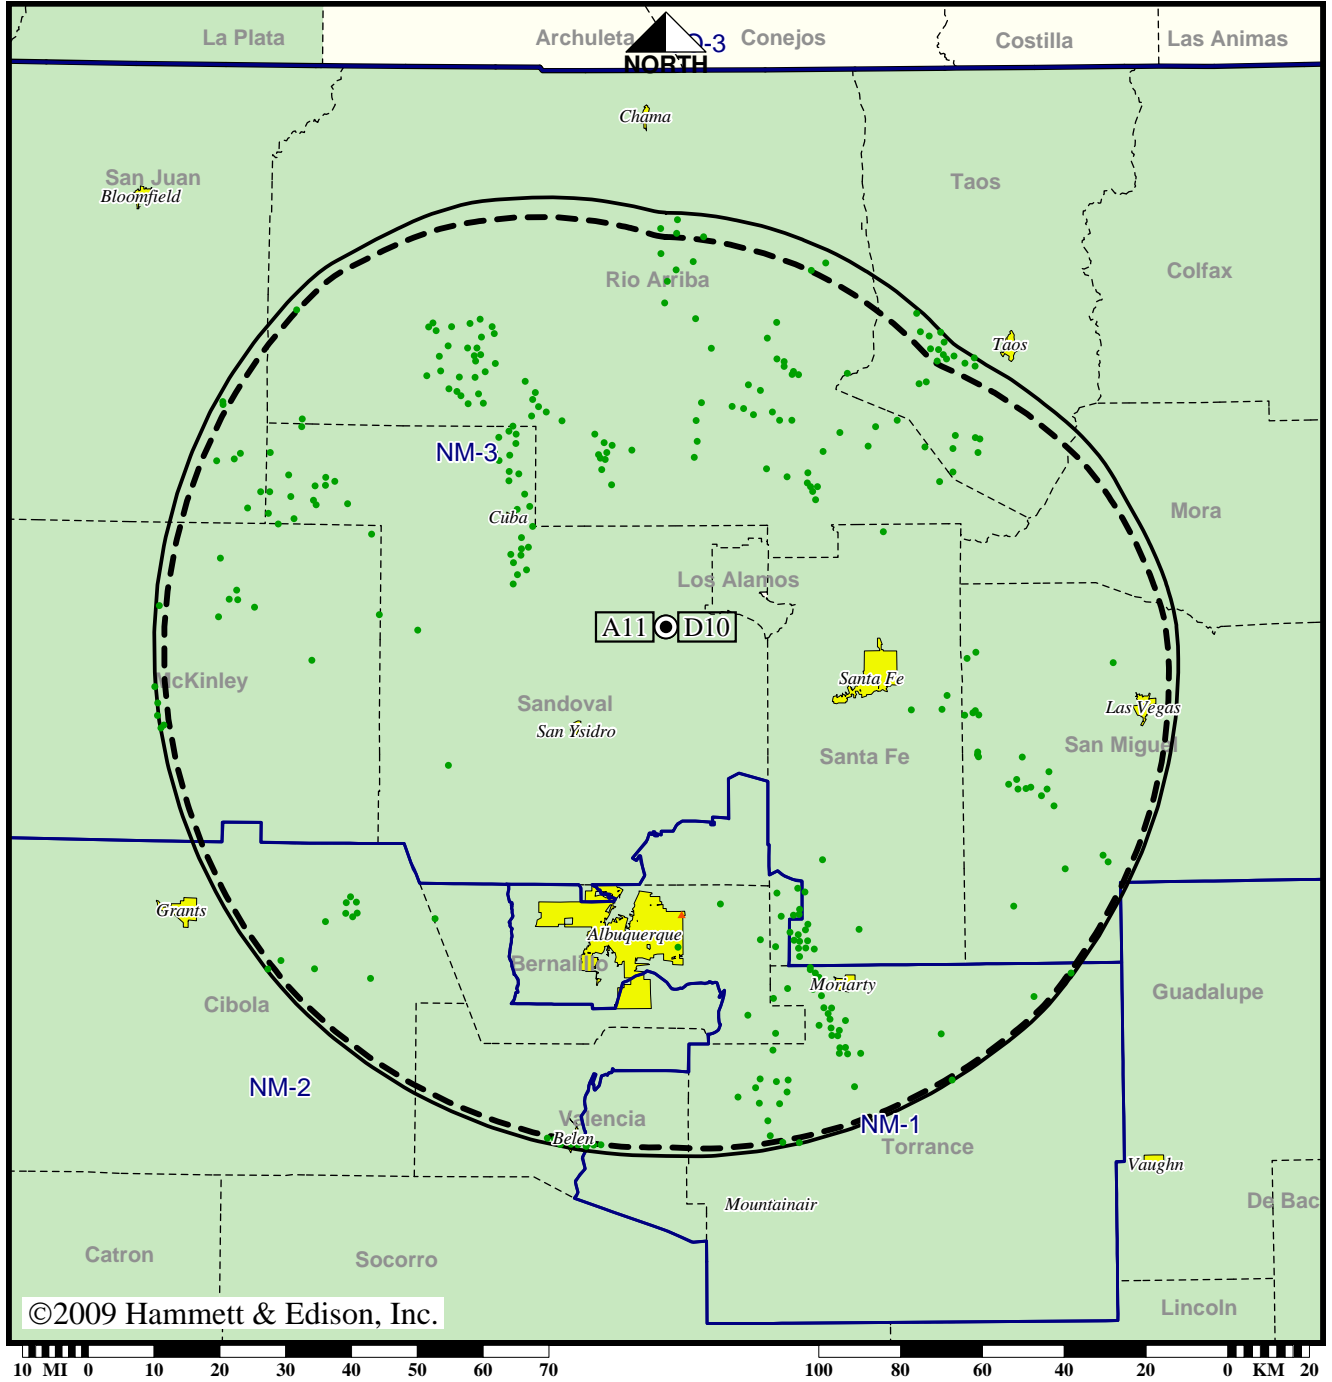 La Plata
Archuleta
O-3
Conejos
Costilla
Las Animas
NORTH
Chama
San Juan
Bloomfield
Taos
Colfax
Rio Arriba
Taos
NM-3
Cuba
Mora
Los Alamos
A11
D10
McKinley
Santa Fe
Sandoval
San Ysidro
Las Vegas
Santa Fe
San Miguel
Grants
Albuquerque
Bernalillo
Moriarty
Cibola
Guadalupe
NM-2
Valencia
NM-1
Belen
Torrance
Vaughn
Mountainair
De Bac
Catron
Socorro
Lincoln
©2009 Hammett & Edison, Inc.
10 MI 0 10 20 30 40 50 60 70 100 80 60 40 20 0 KM 20